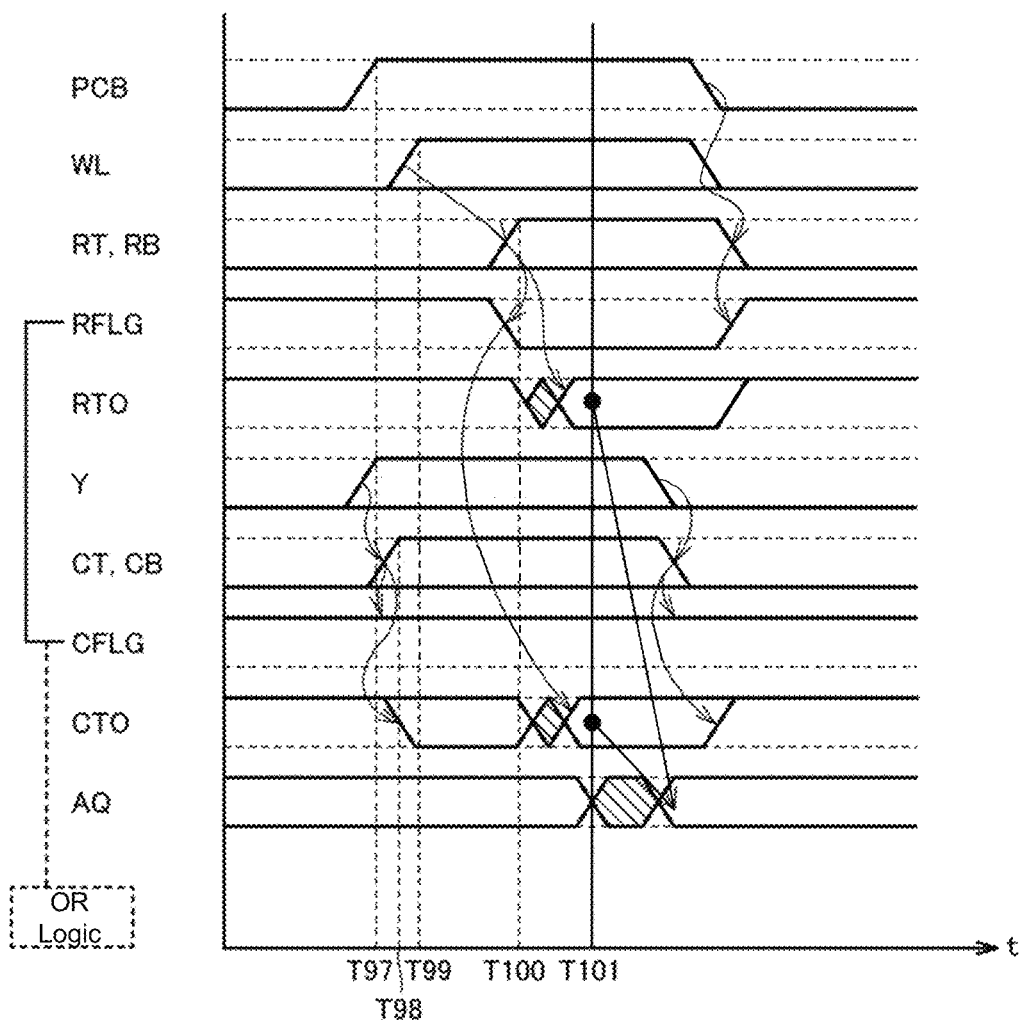 PCB
WL
RT, RB
RFLG
RTO
Y
CT, CB
CFLG
CTO
AQ
OR
Logic
t
T97 T99 T100 T101
T98